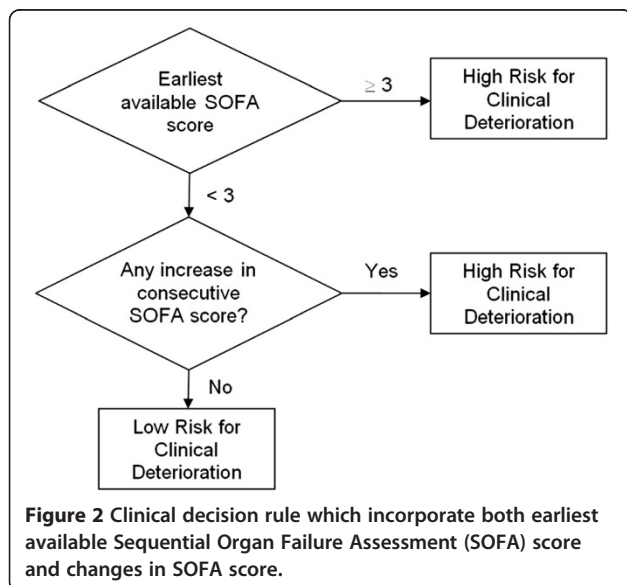 Earliest
available SOFA
score
≥ 3
High Risk for
Clinical
Deterioration
< 3
Any increase in
consecutive
SOFA score?
Yes
High Risk for
Clinical
Deterioration
No
Low Risk for
Clinical
Deterioration
Figure 2 Clinical decision rule which incorporate both earliest
available Sequential Organ Failure Assessment (SOFA) score
and changes in SOFA score.